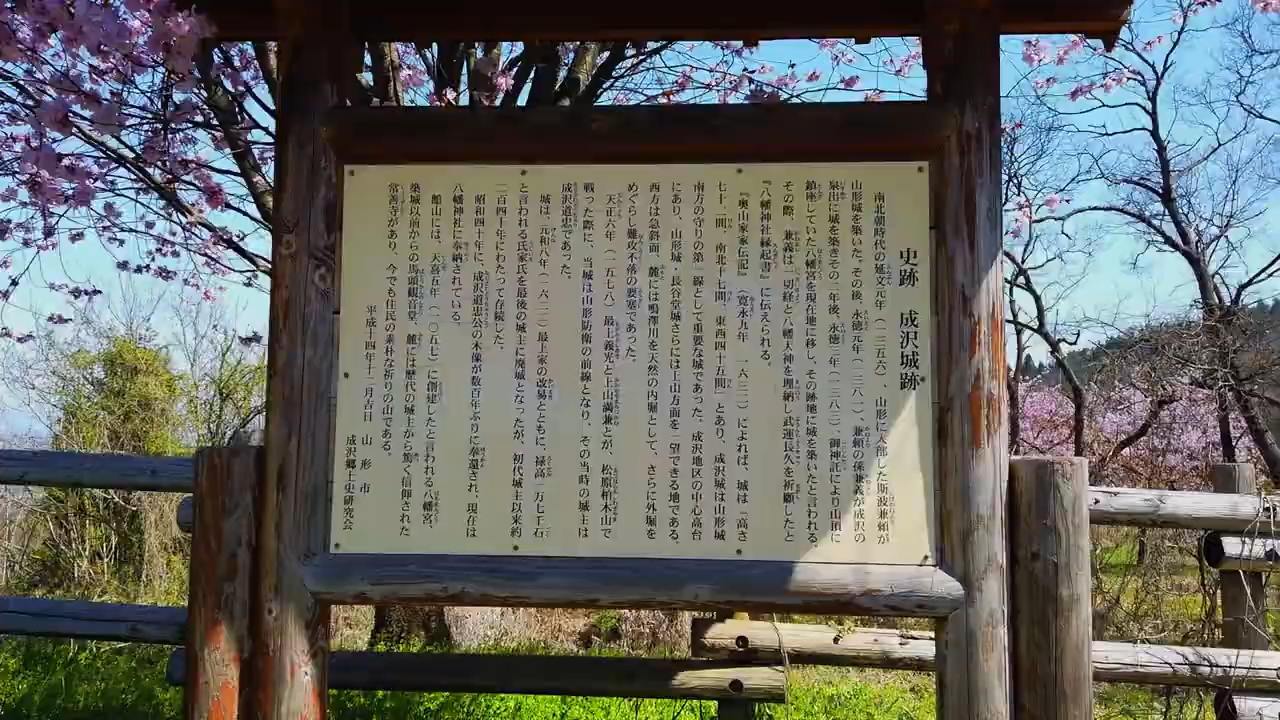 史跡 成沢城跡
南北朝時代の延文元年(一三五六)、山形に入部した斯波兼頼が
山形城を築いた。その後、永徳元年(一三八一)、兼頼の係兼義が成沢の
泉出に城を築きその二年後、永徳三年(一三八三)、御神託により山頂に
鎮座していた八幡宮を現在地に移し、その跡地に城を築いたと言われる。
その際、兼義は一切経と八幡大神を埋納し武運長久を祈願したと
『八幡神社縁起書』に伝えられる。
『奥山家家伝記』(寛永九年 一六三二)によれば、城は「高さ
七十二間、南北十七間、東西四十五間」とあり、成沢城は山形城
南方の守りの第一線として重要な城であった。成沢地区の中心高台
にあり、山形城・長谷堂城さらには上山方面を一望できる地である。
西方は急斜面、麓には鳴澤川を天然の内堀として、さらに外堀を
めぐらし難攻不落の要塞であった。
天正六年(一五七八)最上義光と上山満兼とが、松原柏木山で
戦った際に、当城は山形防衛の前線となり、その当時の城主は
成沢道忠であった。
城は、元和八年(一六二二)最上家の改易とともに、禄高一万七千石
と言われる氏家氏を最後の城主に廃城となったが、初代城主以来約
二百四十年にわたって存続した。
昭和四十年に、成沢道忠公の木像が数百年ぶりに奉還され、現在は
八幡神社に奉納されている。
館山には、天喜五年(一〇五七)に創建したと言われる八幡宮、
築城以前からの馬頭観音堂、麓には歴代の城主から篤く信仰された
常善寺があり、今でも住民の素朴な祈りの山である。
平成十四年十二月吉日 山形市
成沢郷土史研究会